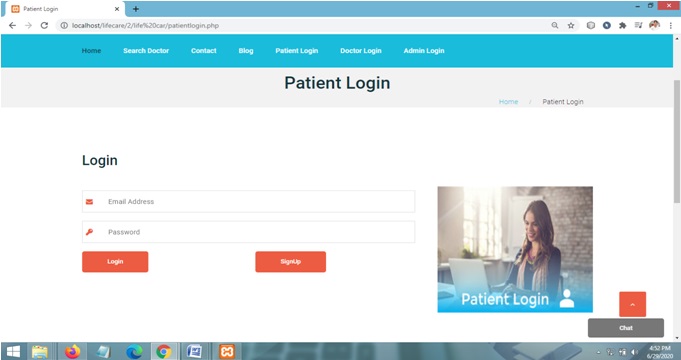 Patient Login
localhost/lifecare/2/life%20car/patientlogin.php
Home Search Doctor Contact Blog Patient Login Doctor Login Admin Login
Patient Login
Home / Patient Login
Login
Email Address
Password
Login SignUp
Patient Login
Chat
4:52 PM
6/29/2020